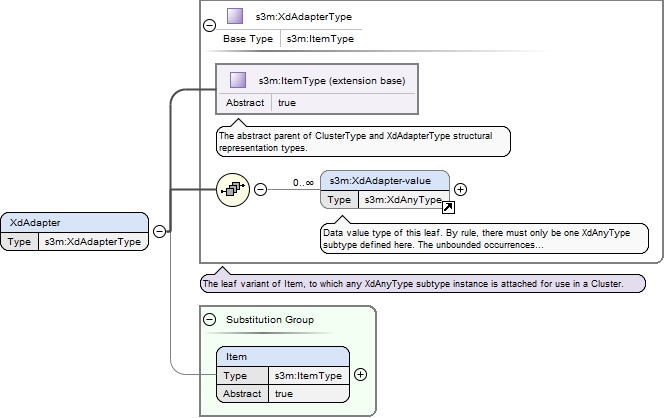 s3m:XdAdapterType
Base Type s3m:ItemType
s3m:ItemType (extension base)
Abstract true
The abstract parent of ClusterType and XdAdapterType structural
representation types.
0..∞
s3m:XdAdapter-value
Type s3m:XdAnyType
Data value type of this leaf. By rule, there must only be one XdAnyType
subtype defined here. The unbounded occurrences...
XdAdapter
Type s3m:XdAdapterType
The leaf variant of Item, to which any XdAnyType subtype instance is attached for use in a Cluster.
Substitution Group
Item
Type s3m:ItemType
Abstract true